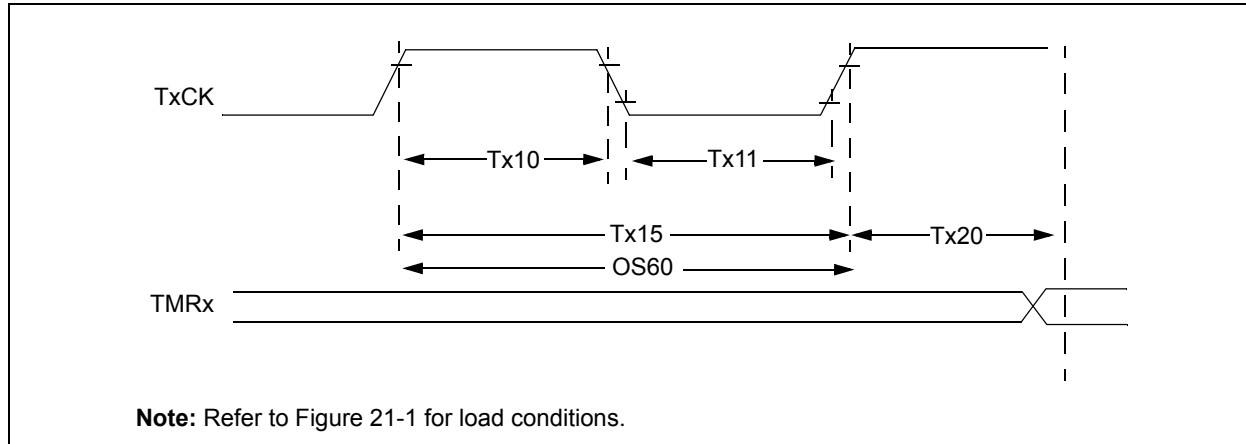 TxCK
Tx10
Tx11
Tx15
Tx20
OS60
TMRx
Note: Refer to Figure 21-1 for load conditions.